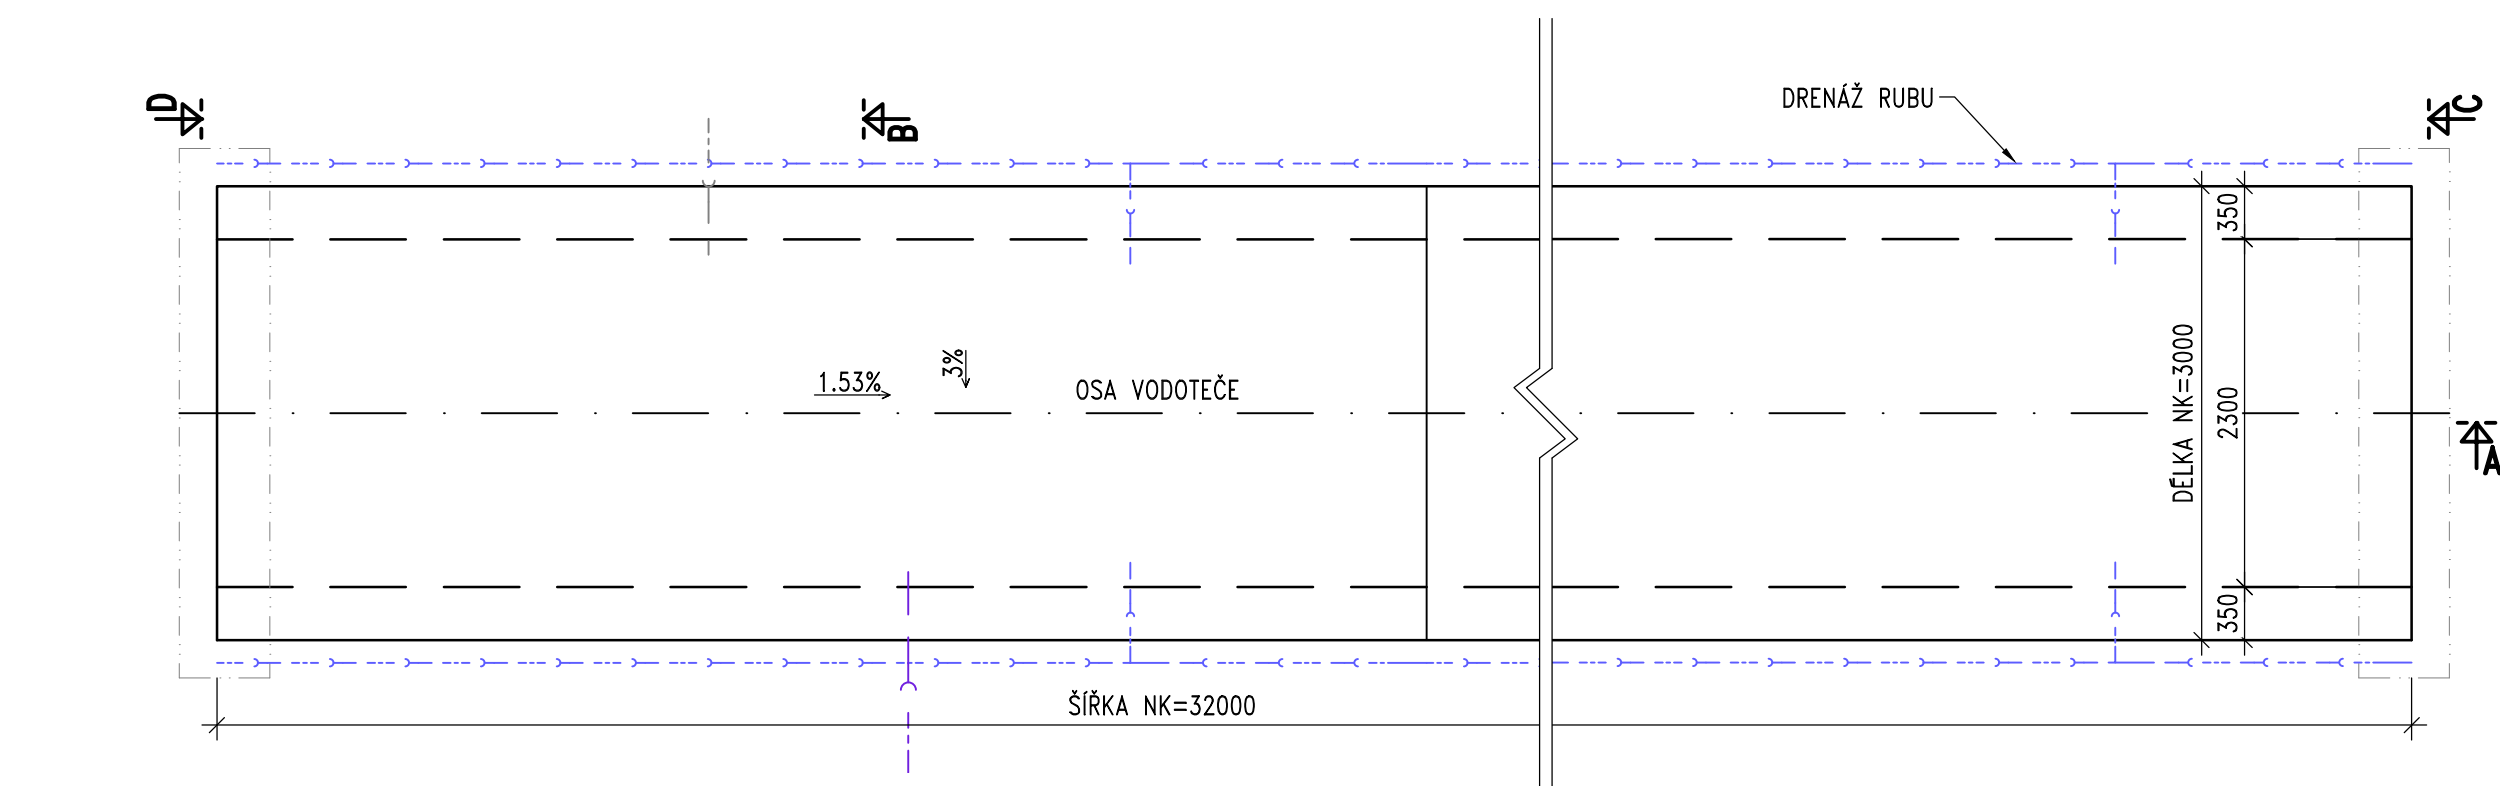 D
B
DRENÁŽ RUBU
C
350
1.53%
3%
OSA VODOTEČE
DÉLKA NK=3000
2300
A
350
ŠÍŘKA NK=32000